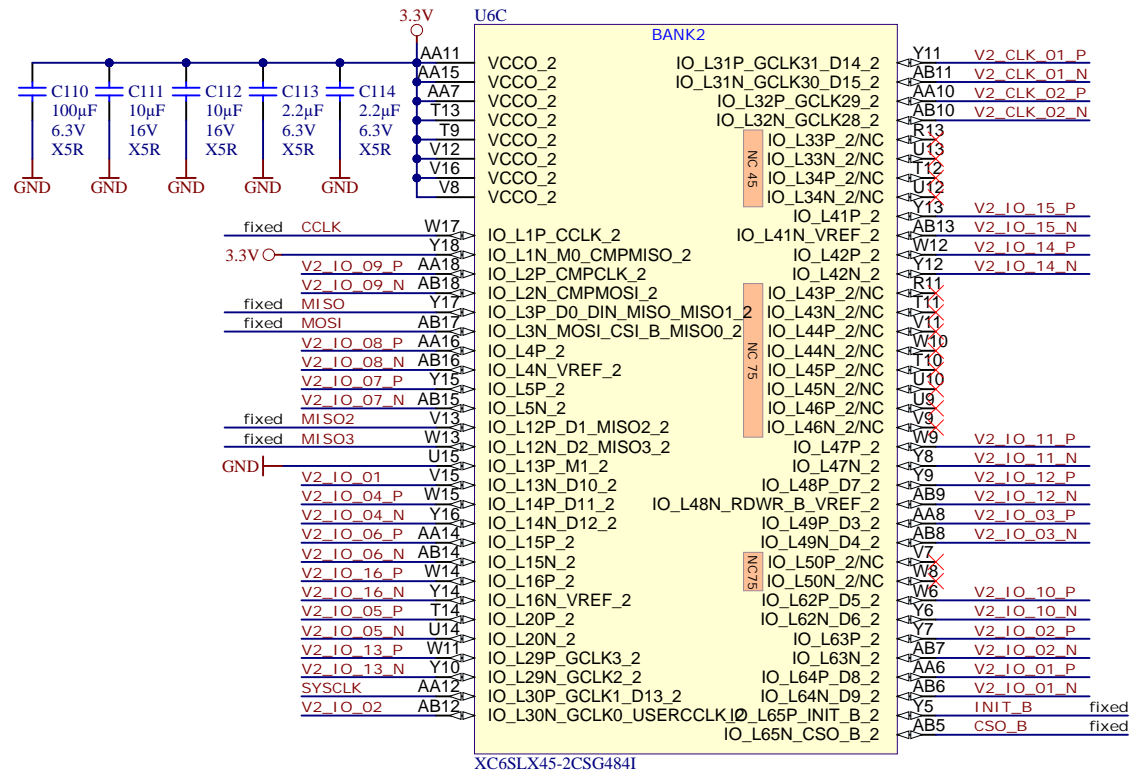 3.3V
U6C
BANK2
C110
100µF
6.3V
X5R
GND
C111
10µF
16V
X5R
GND
C112
10µF
16V
X5R
GND
C113
2.2µF
6.3V
X5R
GND
C114
2.2µF
6.3V
X5R
GND
AA11 VCCO_2
AA15 VCCO_2
AA7 VCCO_2
T13 VCCO_2
T9 VCCO_2
V12 VCCO_2
V16 VCCO_2
V8 VCCO_2
fixed CCLK W17 IO_L1P_CCLK_2
3.3V Y18 IO_L1N_M0_CMPMISO_2
V2_IO_09_P AA18 IO_L2P_CMPCLK_2
V2_IO_09_N AB18 IO_L2N_CMPMOSI_2
fixed MISO Y17 IO_L3P_D0_DIN_MISO_MISO1_2
fixed MOSI AB17 IO_L3N_MOSI_CSI_B_MISO0_2
V2_IO_08_P AA16 IO_L4P_2
V2_IO_08_N AB16 IO_L4N_VREF_2
V2_IO_07_P Y15 IO_L5P_2
V2_IO_07_N AB15 IO_L5N_2
fixed MISO2 V13 IO_L12P_D1_MISO2_2
fixed MISO3 W13 IO_L12N_D2_MISO3_2
GND U15 IO_L13P_M1_2
V2_IO_01 V15 IO_L13N_D10_2
V2_IO_04_P W15 IO_L14P_D11_2
V2_IO_04_N Y16 IO_L14N_D12_2
V2_IO_06_P AA14 IO_L15P_2
V2_IO_06_N AB14 IO_L15N_2
V2_IO_16_P W14 IO_L16P_2
V2_IO_16_N Y14 IO_L16N_VREF_2
V2_IO_05_P T14 IO_L20P_2
V2_IO_05_N U14 IO_L20N_2
V2_IO_13_P W11 IO_L29P_GCLK3_2
V2_IO_13_N Y10 IO_L29N_GCLK2_2
SYSCLK AA12 IO_L30P_GCLK1_D13_2
V2_IO_02 AB12 IO_L30N_GCLK0_USERCCLK_2
IO_L31P_GCLK31_D14_2 Y11 V2_CLK_01_P
IO_L31N_GCLK30_D15_2 AB11 V2_CLK_01_N
IO_L32P_GCLK29_2 AA10 V2_CLK_02_P
IO_L32N_GCLK28_2 AB10 V2_CLK_02_N
NC 45
IO_L33P_2/NC R13
IO_L33N_2/NC U13
IO_L34P_2/NC T12
IO_L34N_2/NC U12
IO_L41P_2 Y13 V2_IO_15_P
IO_L41N_VREF_2 AB13 V2_IO_15_N
IO_L42P_2 W12 V2_IO_14_P
IO_L42N_2 Y12 V2_IO_14_N
NC 75
IO_L43P_2/NC R11
IO_L43N_2/NC T11
IO_L44P_2/NC V11
IO_L44N_2/NC W10
IO_L45P_2/NC T10
IO_L45N_2/NC U10
IO_L46P_2/NC U9
IO_L46N_2/NC V9
IO_L47P_2 W9 V2_IO_11_P
IO_L47N_2 Y8 V2_IO_11_N
IO_L48P_D7_2 Y9 V2_IO_12_P
IO_L48N_RDWR_B_VREF_2 AB9 V2_IO_12_N
IO_L49P_D3_2 AA8 V2_IO_03_P
IO_L49N_D4_2 AB8 V2_IO_03_N
NC75
IO_L50P_2/NC V7
IO_L50N_2/NC W8
IO_L62P_D5_2 W6 V2_IO_10_P
IO_L62N_D6_2 Y6 V2_IO_10_N
IO_L63P_2 Y7 V2_IO_02_P
IO_L63N_2 AB7 V2_IO_02_N
IO_L64P_D8_2 AA6 V2_IO_01_P
IO_L64N_D9_2 AB6 V2_IO_01_N
IO_L65P_INIT_B_2 Y5 INIT_B fixed
IO_L65N_CSO_B_2 AB5 CSO_B fixed
XC6SLX45-2CSG484I